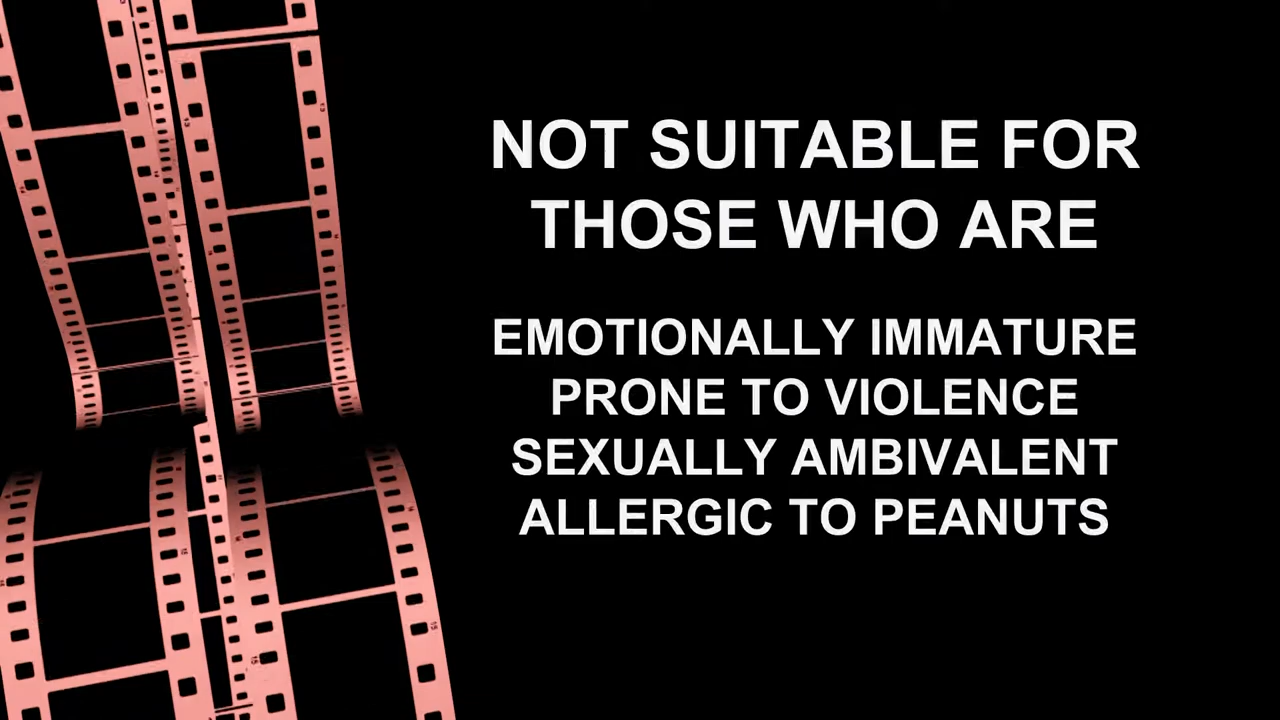 NOT SUITABLE FOR
THOSE WHO ARE
EMOTIONALLY IMMATURE
PRONE TO VIOLENCE
SEXUALLY AMBIVALENT
ALLERGIC TO PEANUTS